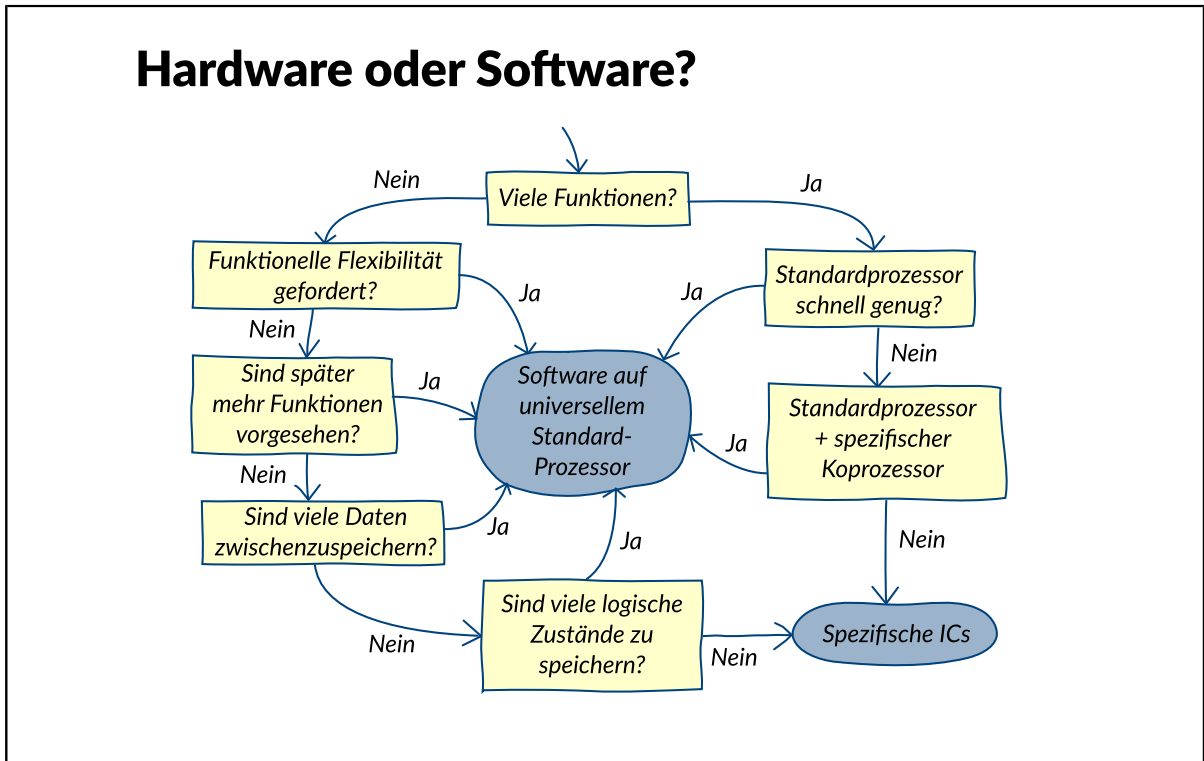 Hardware oder Software?
Nein
Viele Funktionen?
Ja
Funktionelle Flexibilität
gefordert?
Ja
Ja
Standardprozessor
schnell genug?
Nein
Nein
Sind später
mehr Funktionen
vorgesehen?
Ja
Software auf
universellem
Standard-
Prozessor
Standardprozessor
+ spezifischer
Koprozessor
Ja
Nein
Sind viele Daten
zwischenzuspeichern?
Ja
Ja
Nein
Nein
Sind viele logische
Zustände zu
speichern?
Nein
Spezifische ICs